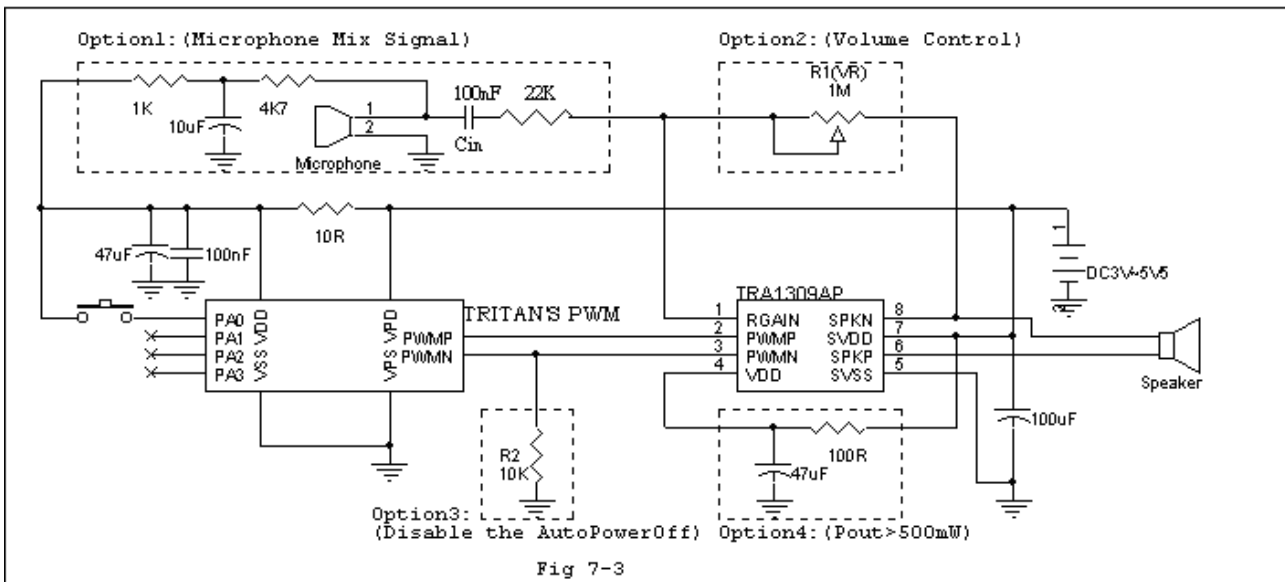 Option1:(Microphone Mix Signal)
Option2:(Volume Control)
R1(VR)
1M
1K
4K7
100nF
22K
10uF
1
2
Cin
Microphone
10R
47uF
100nF
1
DC3V~5V5
TRITAN'S PWM
TRA1309AP
PA0
PA1
PA2
PA3
VDD
VSS
VPD
VPS
PWMP
PWMN
1
2
3
4
RGAIN
PWMP
PWMN
VDD
SPKN
SVDD
SPKP
SVSS
8
7
6
5
Speaker
100uF
R2
10K
100R
47uF
Option3:
(Disable the AutoPowerOff)
Option4:(Pout>500mW)
Fig 7-3